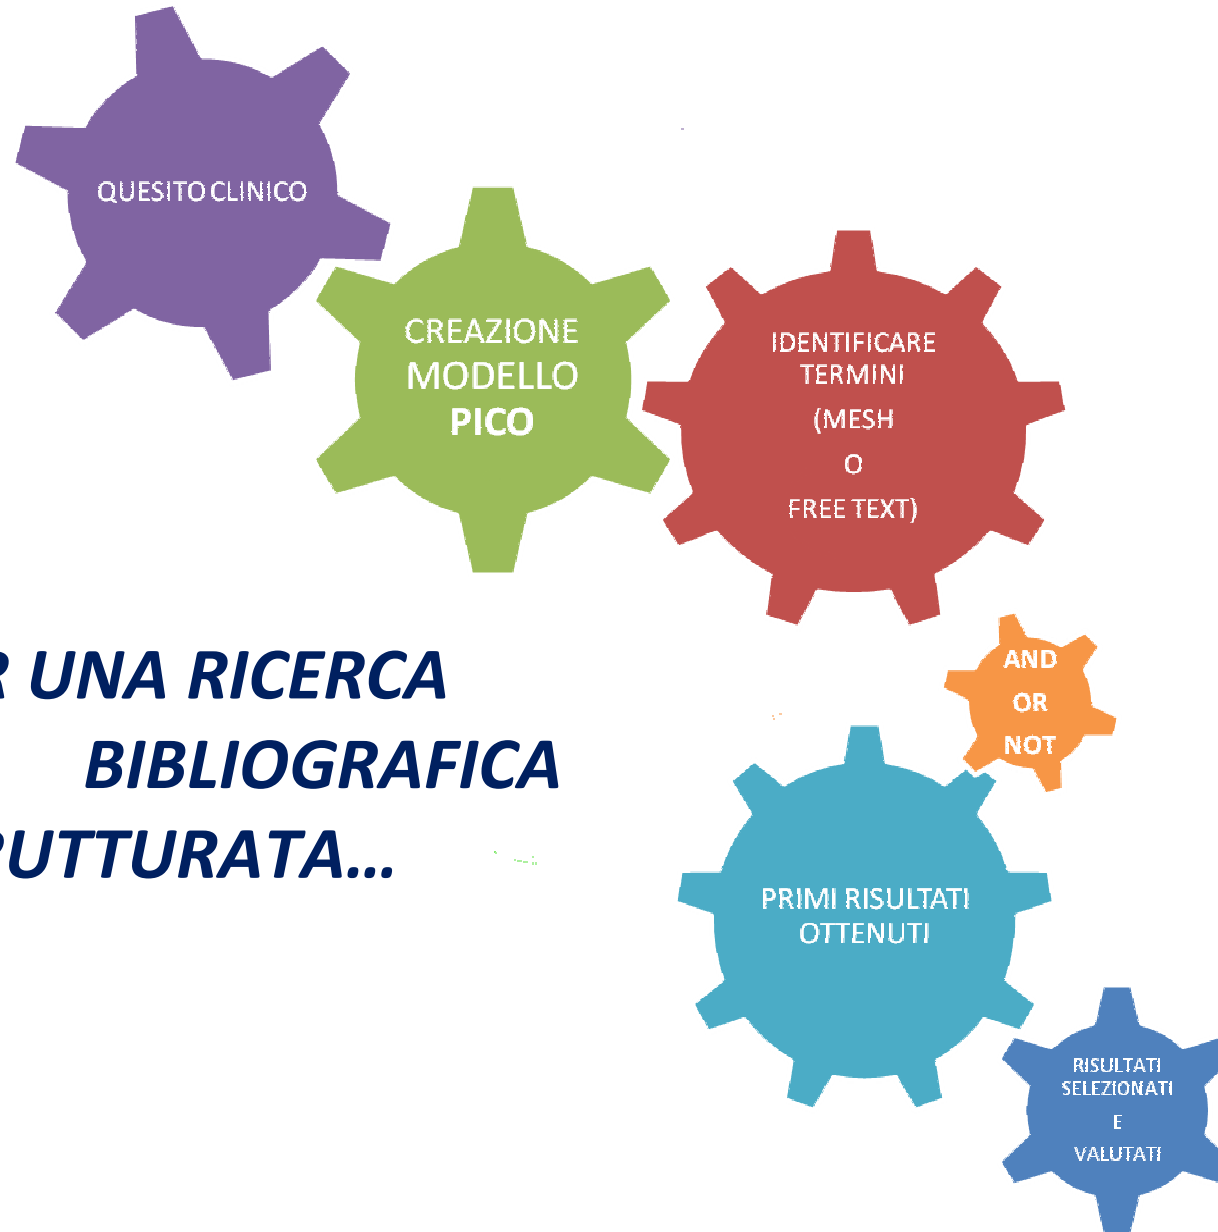 QUESITO CLINICO
CREAZIONE
MODELLO
PICO
IDENTIFICARE
TERMINI
(MESH
O
FREE TEXT)
AND
OR
NOT
R UNA RICERCA
BIBLIOGRAFICA
RUTTURATA...
PRIMI RISULTATI
OTTENUTI
RISULTATI
SELEZIONATI
E
VALUTATI